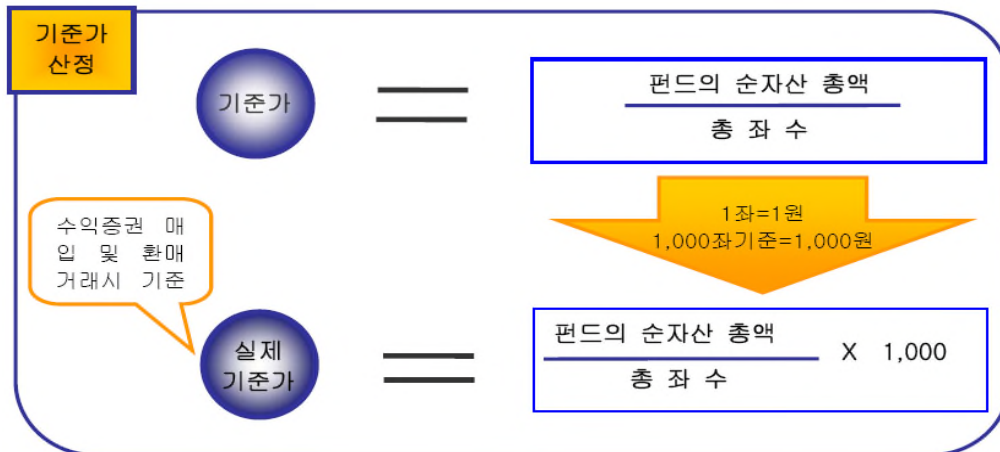 기준가
산정
기준가
펀드의 순자산 총액
총 좌 수
1좌=1원
1,000좌기준=1,000원
수익증권 매
입 및 환매
거래시 기준
실제
기준가
펀드의 순자산 총액
총 좌 수
X 1,000